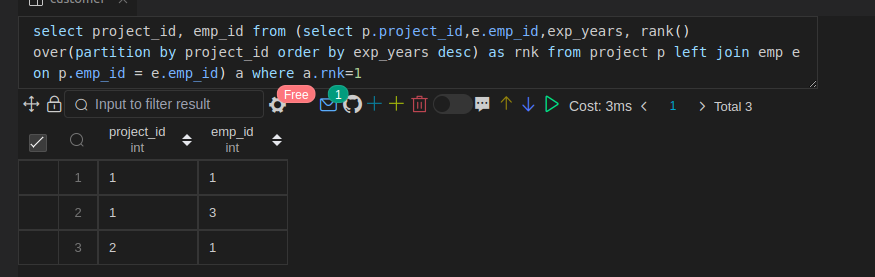 customer
select project_id, emp_id from (select p.project_id,e.emp_id,exp_years, rank()
over(partition by project_id order by exp_years desc) as rnk from project p left join emp e
on p.emp_id = e.emp_id) a where a.rnk=1
Input to filter result Free 1 Cost: 3ms 1 Total 3
project_id emp_id
int int
1 1 1
2 1 3
3 2 1